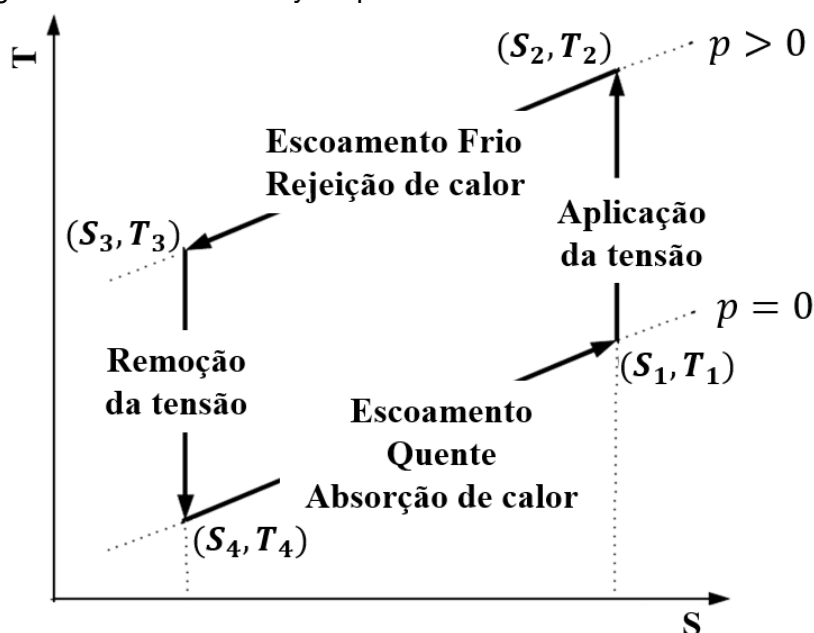 T
(S₂, T₂)
p > 0
Escoamento Frio
Rejeição de calor
(S₃, T₃)
Aplicação
da tensão
p = 0
Remoção
da tensão
(S₁, T₁)
Escoamento
Quente
Absorção de calor
(S₄, T₄)
S